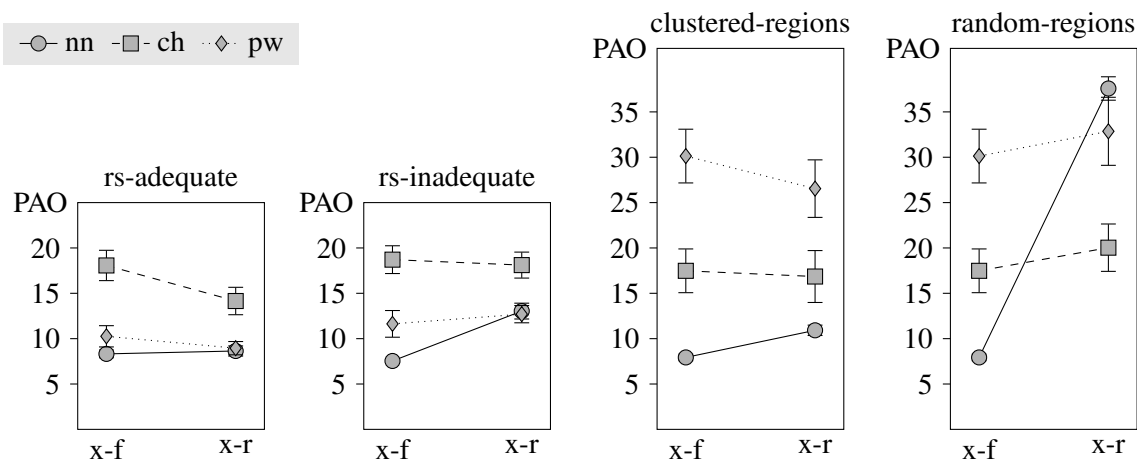 nn ch pw
rs-adequate
PAO
20
15
10
5
x-f x-r
rs-inadequate
PAO
20
15
10
5
x-f x-r
clustered-regions
PAO
35
30
25
20
15
10
5
x-f x-r
random-regions
PAO
35
30
25
20
15
10
5
x-f x-r